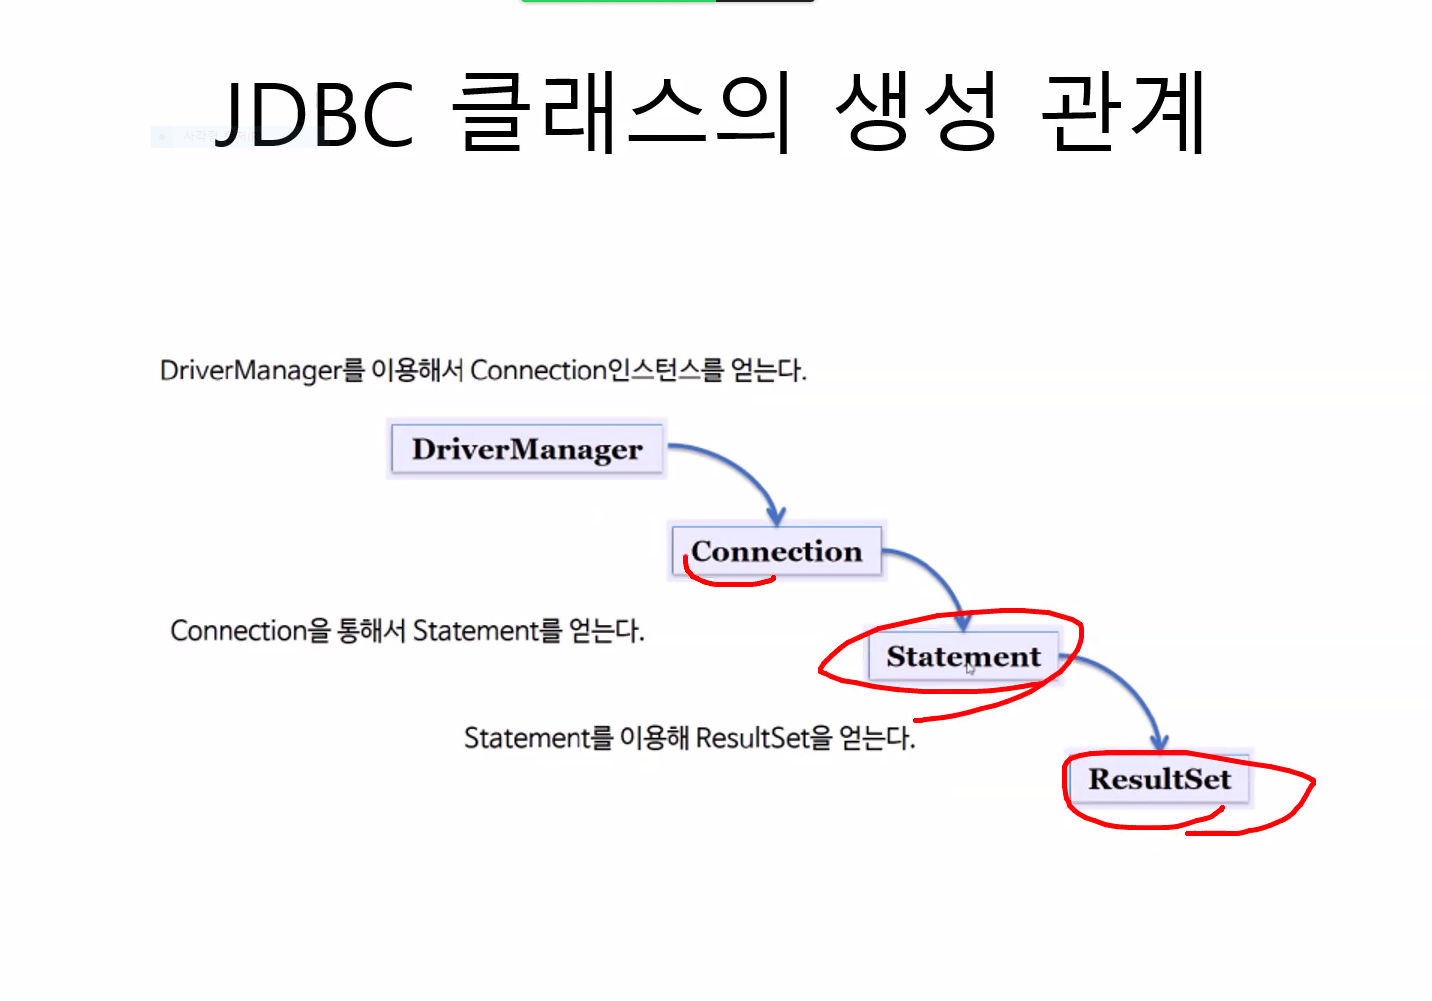 JDBC 클래스의 생성 관계
DriverManager를 이용해서 Connection인스턴스를 얻는다.
DriverManager
Connection
Connection을 통해서 Statement를 얻는다.
Statement
Statement를 이용해 ResultSet을 얻는다.
ResultSet